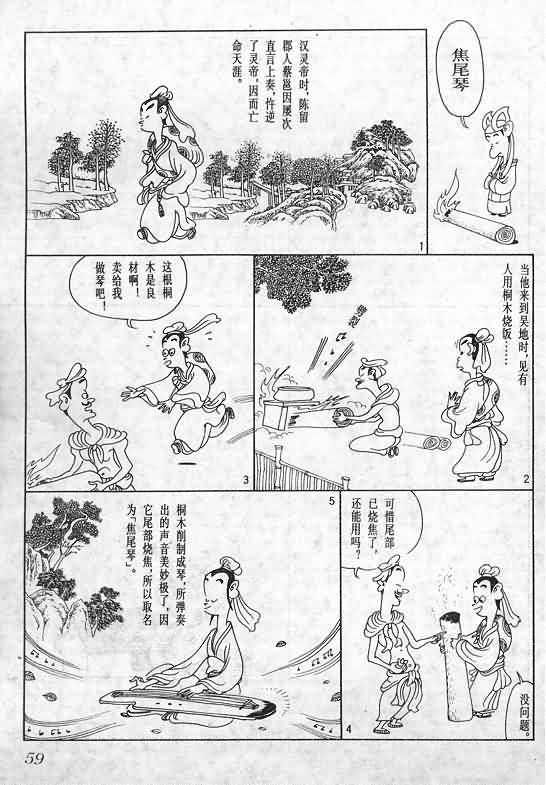 焦尾琴
汉灵帝时，陈留
郡人蔡邕因屡次
直言上奏，忤逆
了灵帝，因而亡
命天涯。
1
当他来到吴地时，见有
人用桐木烧饭……
2
这根桐
木是良
材啊！
卖给我
做琴吧！
3
可惜尾部
已烧焦了，
还能用吗？
没问题。
4
5
桐木削制成琴，所弹奏
出的声音美妙极了，因
它尾部烧焦，所以取名
为「焦尾琴」。
59